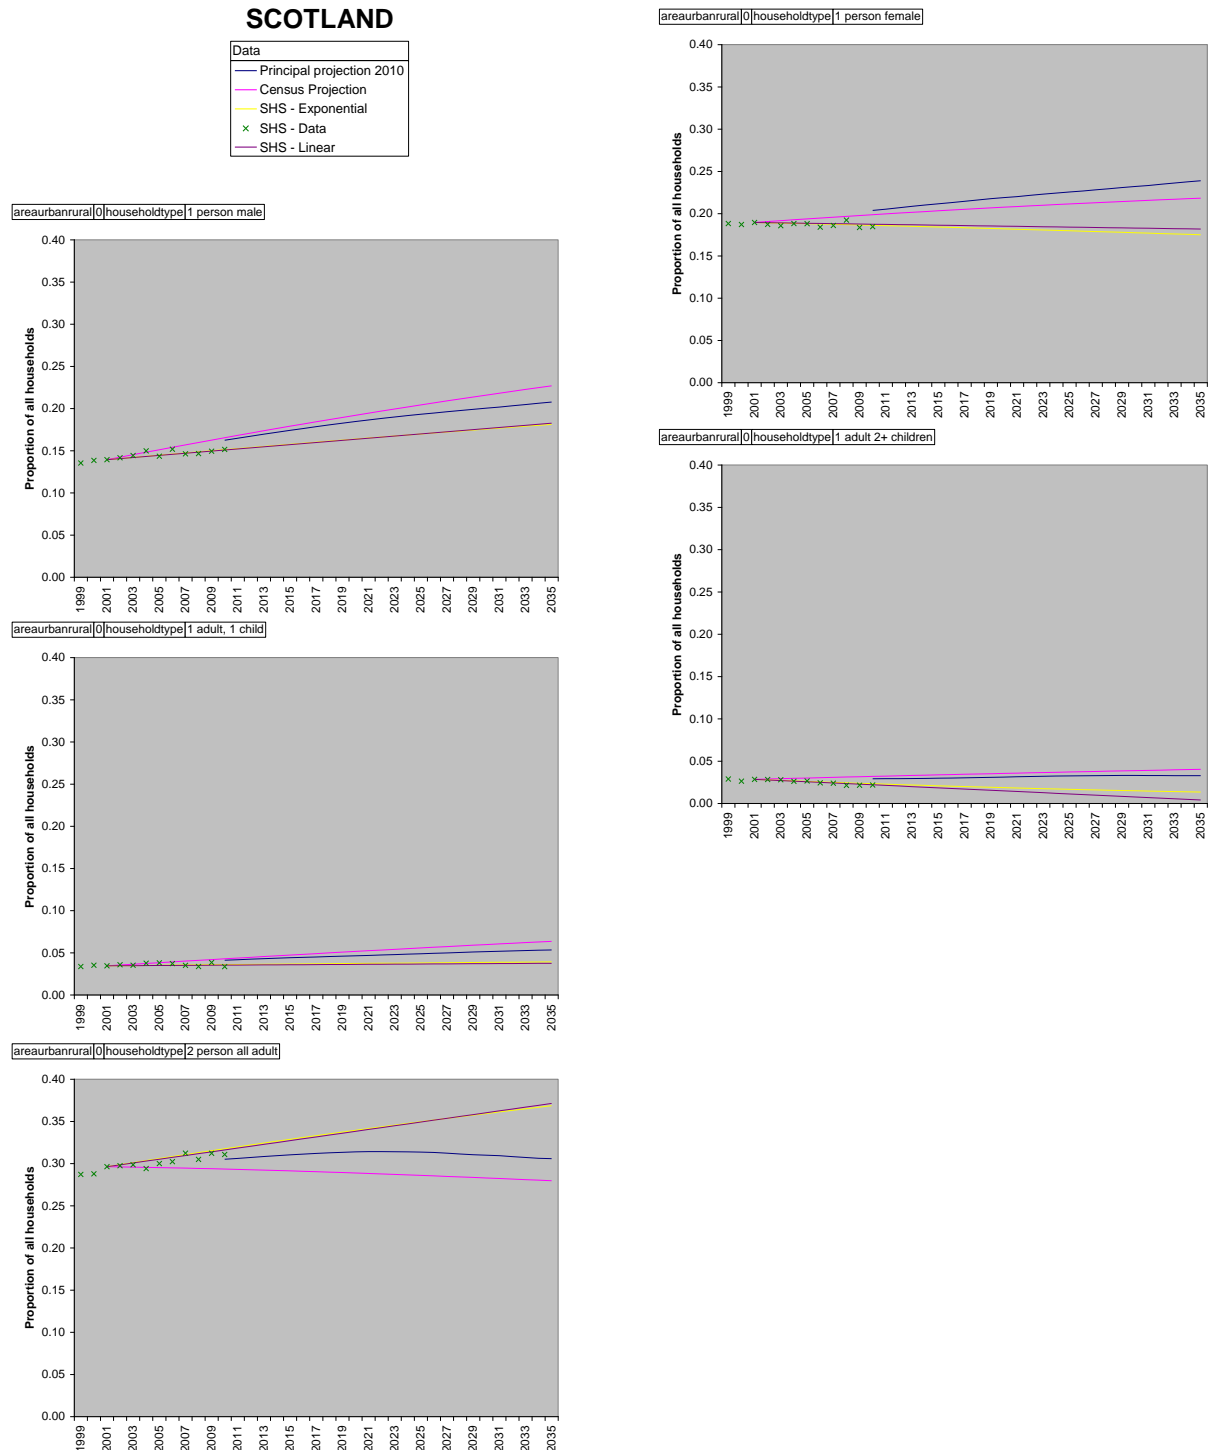 SCOTLAND
Data
Principal projection 2010
Census Projection
SHS - Exponential
SHS - Data
SHS - Linear
areaurbanrural 0 householdtype 1 person male
Proportion of all households
0.40
0.35
0.30
0.25
0.20
0.15
0.10
0.05
0.00
1999 2001 2003 2005 2007 2009 2011 2013 2015 2017 2019 2021 2023 2025 2027 2029 2031 2033 2035
areaurbanrural 0 householdtype 1 adult, 1 child
Proportion of all households
0.40
0.35
0.30
0.25
0.20
0.15
0.10
0.05
0.00
1999 2001 2003 2005 2007 2009 2011 2013 2015 2017 2019 2021 2023 2025 2027 2029 2031 2033 2035
areaurbanrural 0 householdtype 2 person all adult
Proportion of all households
0.40
0.35
0.30
0.25
0.20
0.15
0.10
0.05
0.00
1999 2001 2003 2005 2007 2009 2011 2013 2015 2017 2019 2021 2023 2025 2027 2029 2031 2033 2035
areaurbanrural 0 householdtype 1 person female
Proportion of all households
0.40
0.35
0.30
0.25
0.20
0.15
0.10
0.05
0.00
1999 2001 2003 2005 2007 2009 2011 2013 2015 2017 2019 2021 2023 2025 2027 2029 2031 2033 2035
areaurbanrural 0 householdtype 1 adult 2+ children
Proportion of all households
0.40
0.35
0.30
0.25
0.20
0.15
0.10
0.05
0.00
1999 2001 2003 2005 2007 2009 2011 2013 2015 2017 2019 2021 2023 2025 2027 2029 2031 2033 2035